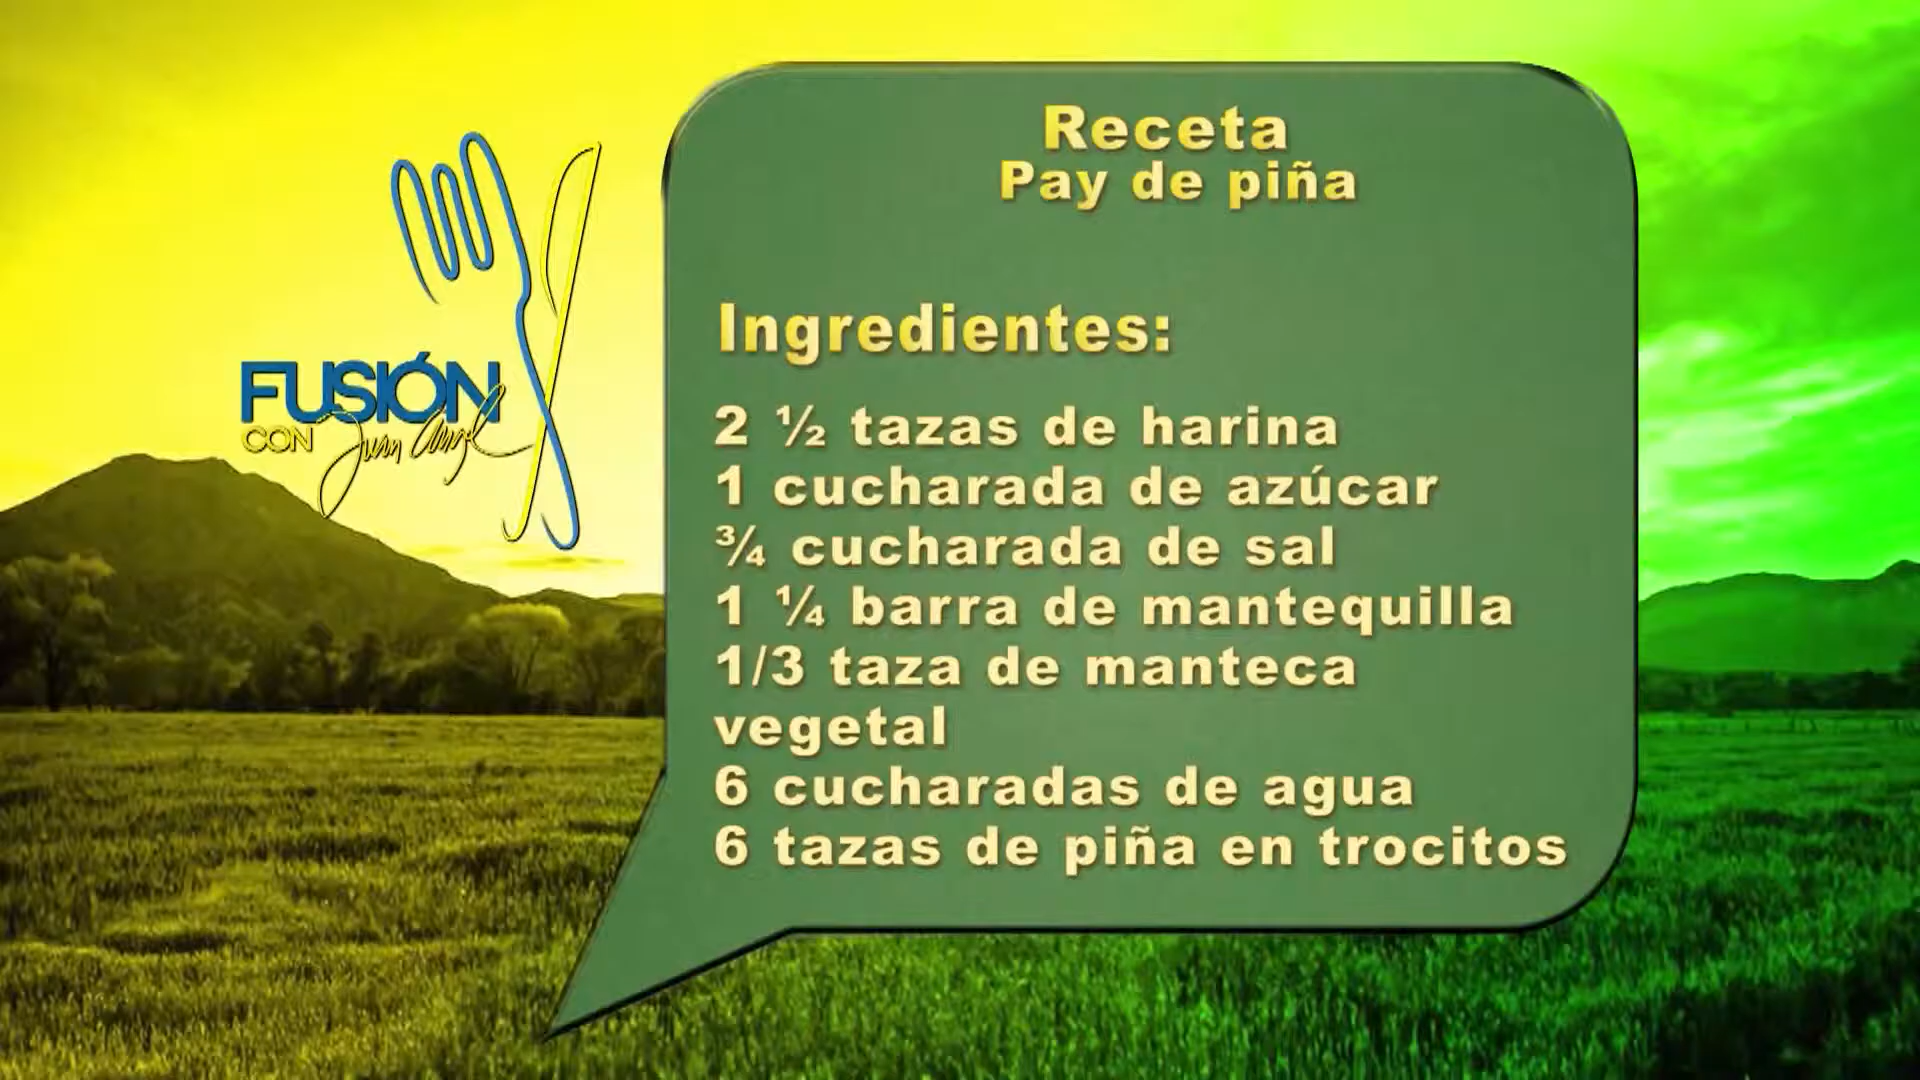 FUSIÓN
CON Juan Angel
Receta
Pay de piña
Ingredientes:
2 ½ tazas de harina
1 cucharada de azúcar
¾ cucharada de sal
1 ¼ barra de mantequilla
1/3 taza de manteca
vegetal
6 cucharadas de agua
6 tazas de piña en trocitos